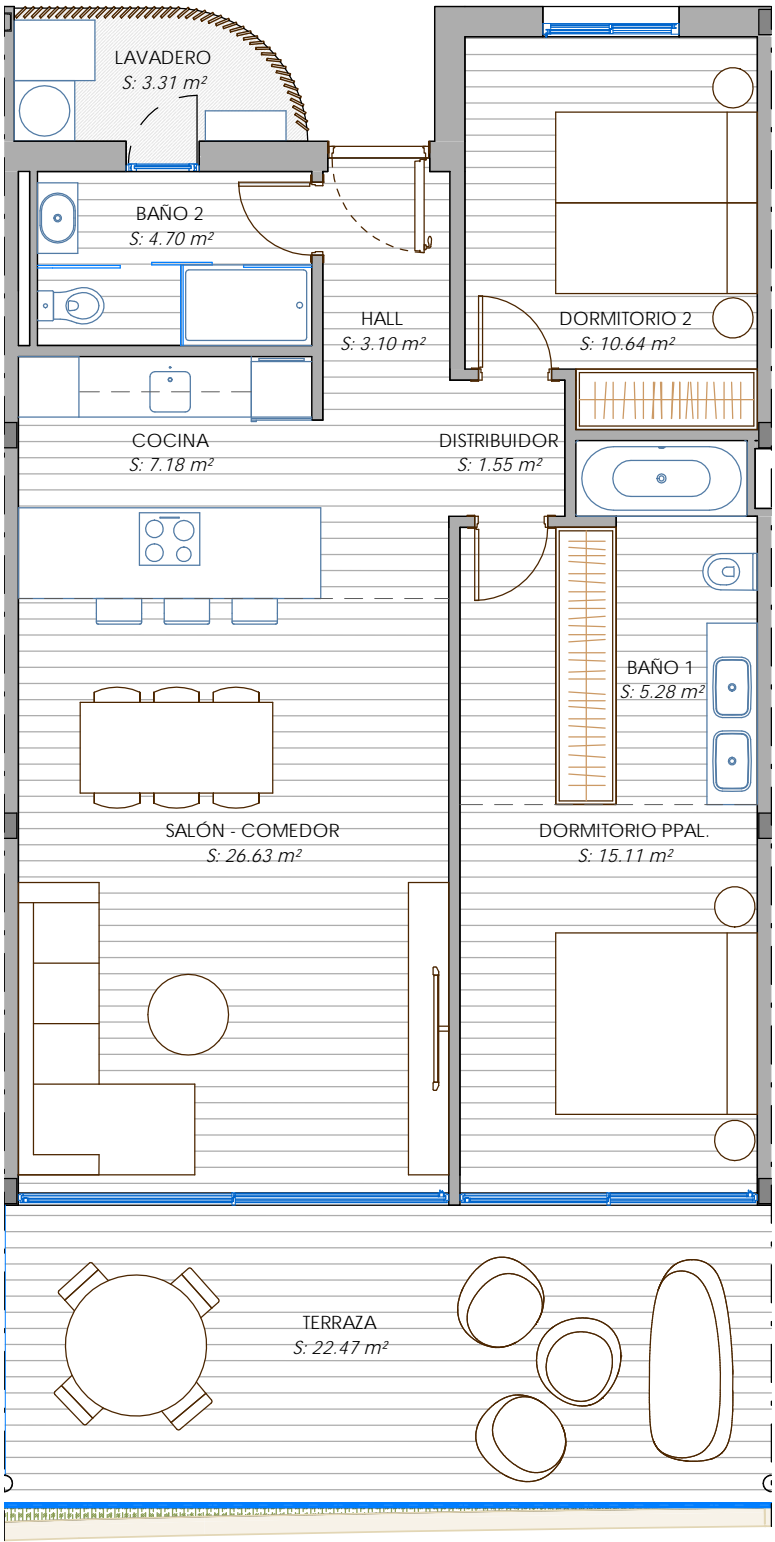 LAVADERO
S: 3.31 m²
BAÑO 2
S: 4.70 m²
HALL
S: 3.10 m²
DORMITORIO 2
S: 10.64 m²
COCINA
S: 7.18 m²
DISTRIBUIDOR
S: 1.55 m²
BAÑO 1
S: 5.28 m²
SALÓN - COMEDOR
S: 26.63 m²
DORMITORIO PPAL.
S: 15.11 m²
TERRAZA
S: 22.47 m²